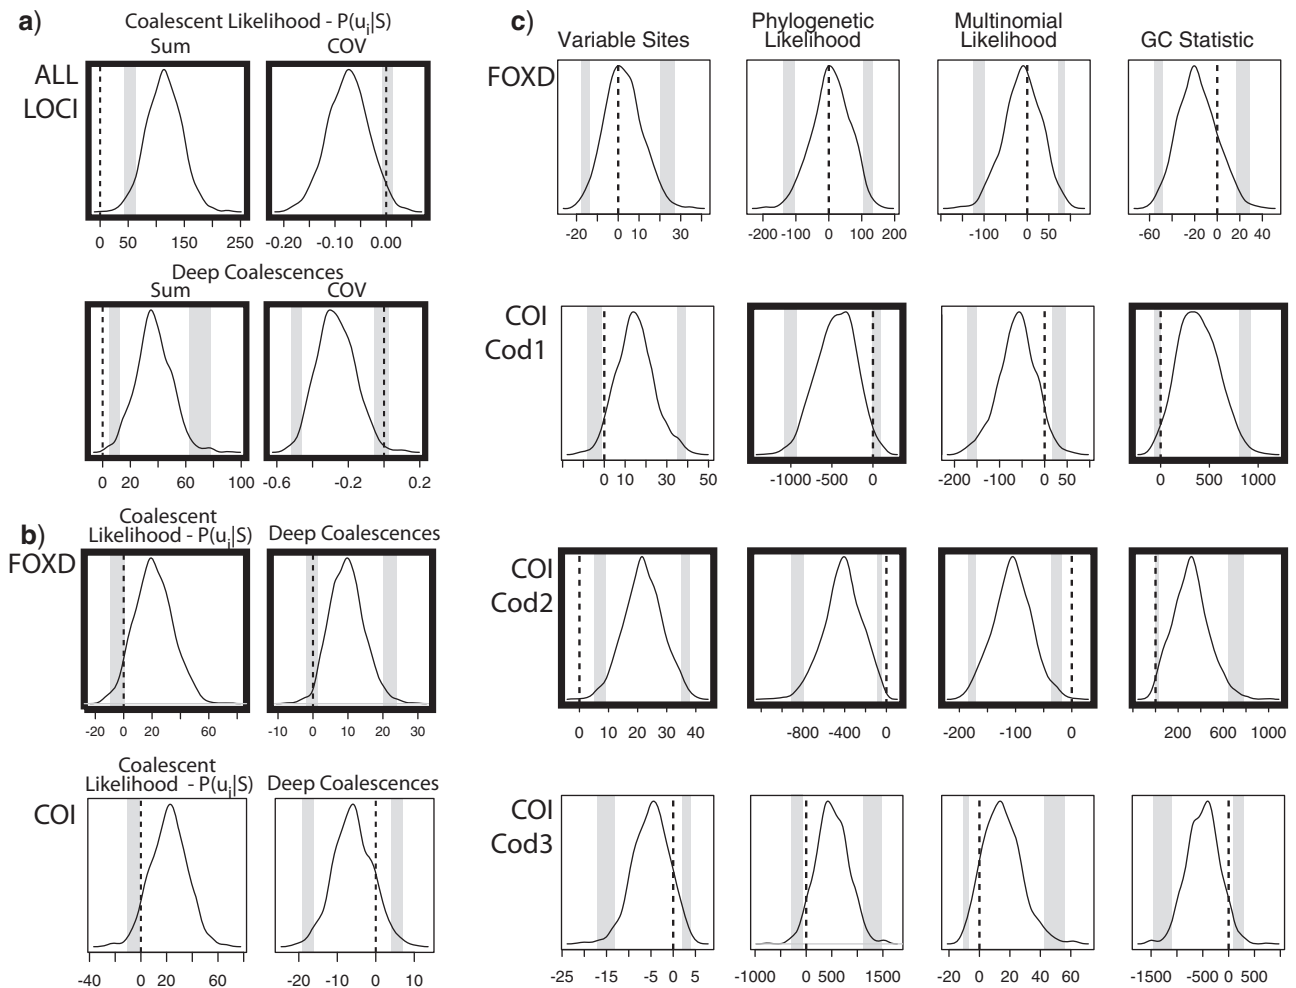 a)
Coalescent Likelihood - P(ui|S)
Sum COV
ALL
LOCI
0 50 150 250
-0.20 -0.10 0.00
Deep Coalescences
Sum COV
0 20 60 100
-0.6 -0.2 0.2
b)
Coalescent
Likelihood - P(ui|S) Deep Coalescences
FOXD
-20 0 20 60
-10 0 10 20 30
Coalescent
Likelihood - P(ui|S) Deep Coalescences
COI
-40 0 20 60
-20 -10 0 10
c)
Variable Sites
Phylogenetic
Likelihood
Multinomial
Likelihood
GC Statistic
FOXD
-20 0 10 30
-200 -100 0 100 200
-100 0 50
-60 -20 0 20 40
COI
Cod1
0 10 30 50
-1000 -500 0
-200 -100 0 50
0 500 1000
COI
Cod2
0 10 20 30 40
-800 -400 0
-200 -100 0
200 600 1000
COI
Cod3
-25 -15 -5 0 5
-1000 0 500 1500
-20 0 20 40 60
-1500 -500 0 500